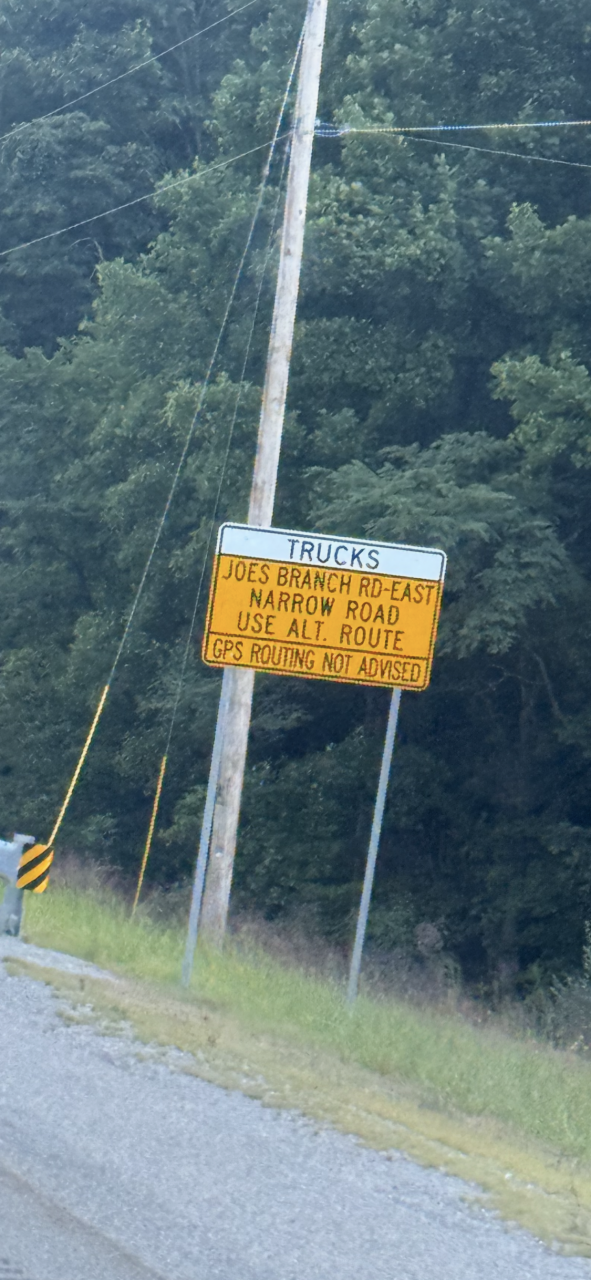 TRUCKS
JOES BRANCH RD-EAST
NARROW ROAD
USE ALT. ROUTE
GPS ROUTING NOT ADVISED